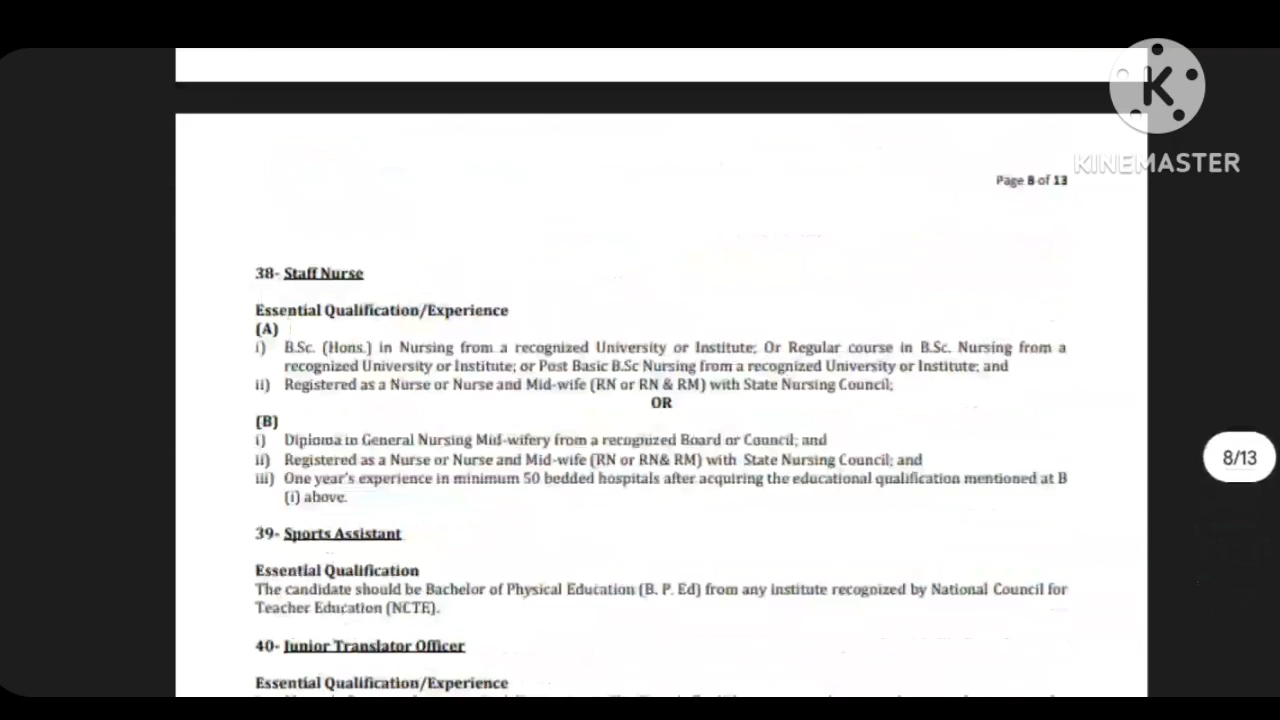 K
KINEMASTER
Page 8 of 13
38- Staff Nurse
Essential Qualification/Experience
(A)
i) B.Sc. (Hons.) in Nursing from a recognized University or Institute; Or Regular course in B.Sc. Nursing from a
recognized University or Institute; or Post Basic B.Sc Nursing from a recognized University or Institute; and
ii) Registered as a Nurse or Nurse and Mid-wife (RN or RN & RM) with State Nursing Council;
OR
(B)
i) Diploma in General Nursing Mid-wifery from a recognized Board or Council; and
ii) Registered as a Nurse or Nurse and Mid-wife (RN or RN& RM) with State Nursing Council; and
iii) One year's experience in minimum 50 bedded hospitals after acquiring the educational qualification mentioned at B
(i) above.
8/13
39- Sports Assistant
Essential Qualification
The candidate should be Bachelor of Physical Education (B. P. Ed) from any institute recognized by National Council for
Teacher Education (NCTE).
40- Junior Translator Officer
Essential Qualification/Experience